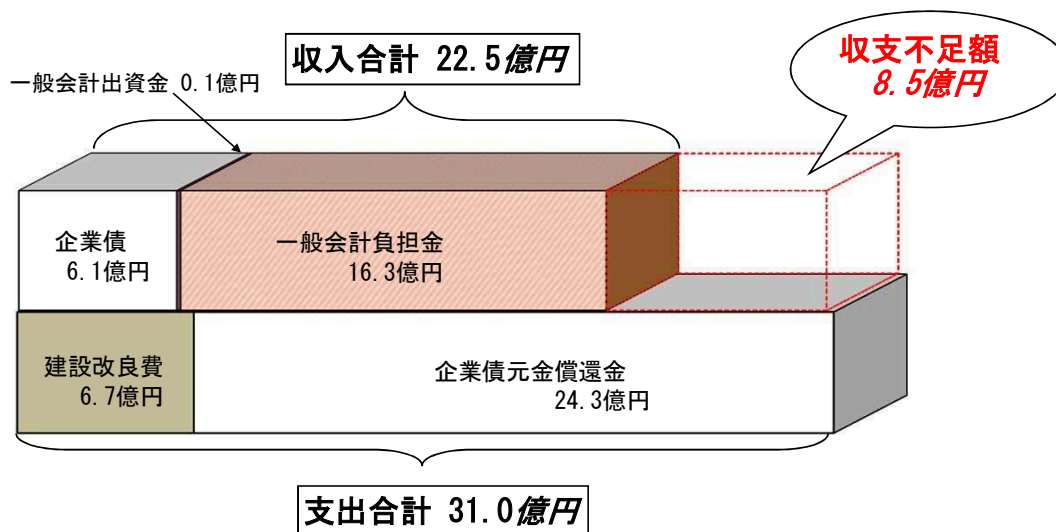 収入合計 22.5億円
収支不足額
8.5億円
一般会計出資金 0.1億円
企業債
6.1億円
一般会計負担金
16.3億円
建設改良費
6.7億円
企業債元金償還金
24.3億円
支出合計 31.0億円